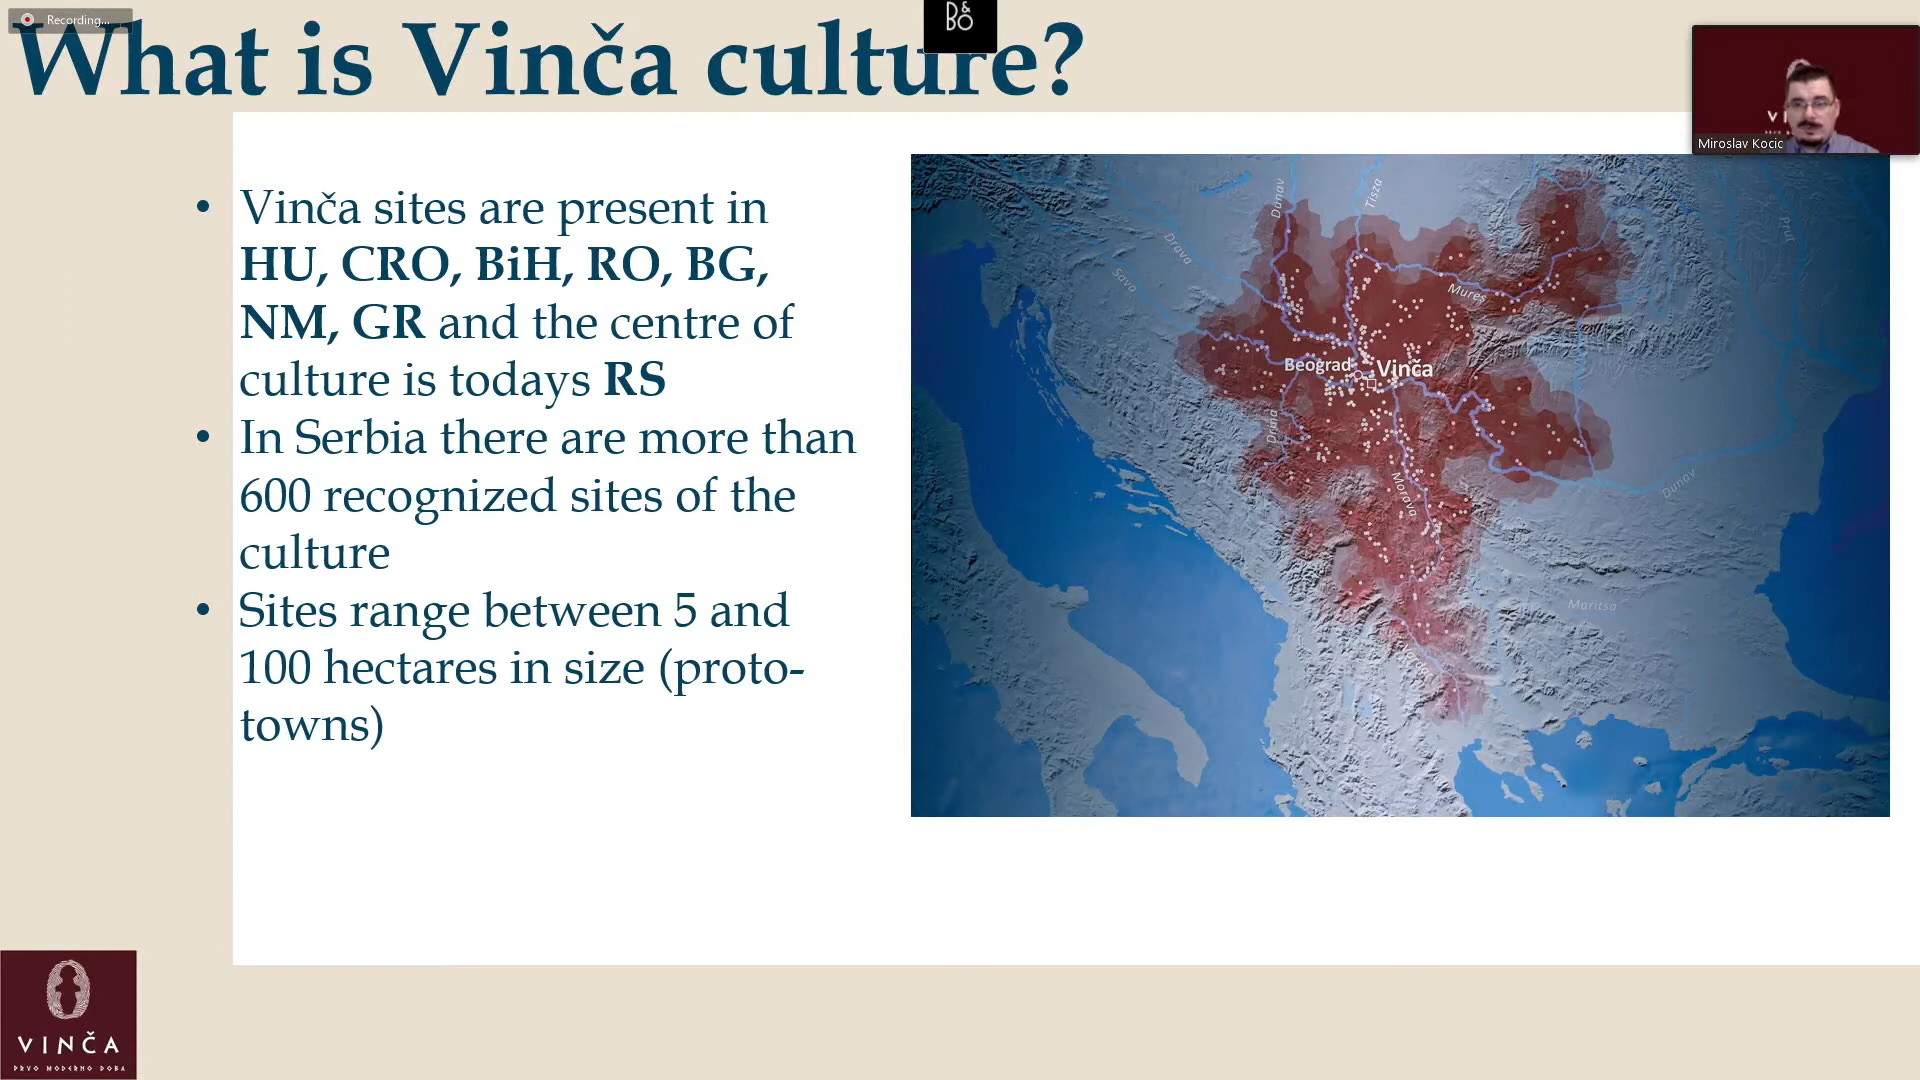 Recording...
What is Vinča culture?
B&
BO
Miroslav Kocic
• Vinča sites are present in
HU, CRO, BiH, RO, BG,
NM, GR and the centre of
culture is todays RS
• In Serbia there are more than
600 recognized sites of the
culture
• Sites range between 5 and
100 hectares in size (proto-
towns)
Dunav
Tisza
Prut
Drava
Sava
Mureș
Beograd
Vinča
Drina
Morava
Dunav
Maritsa
Vardar
VINČA
PRVO MODERNO DOBA